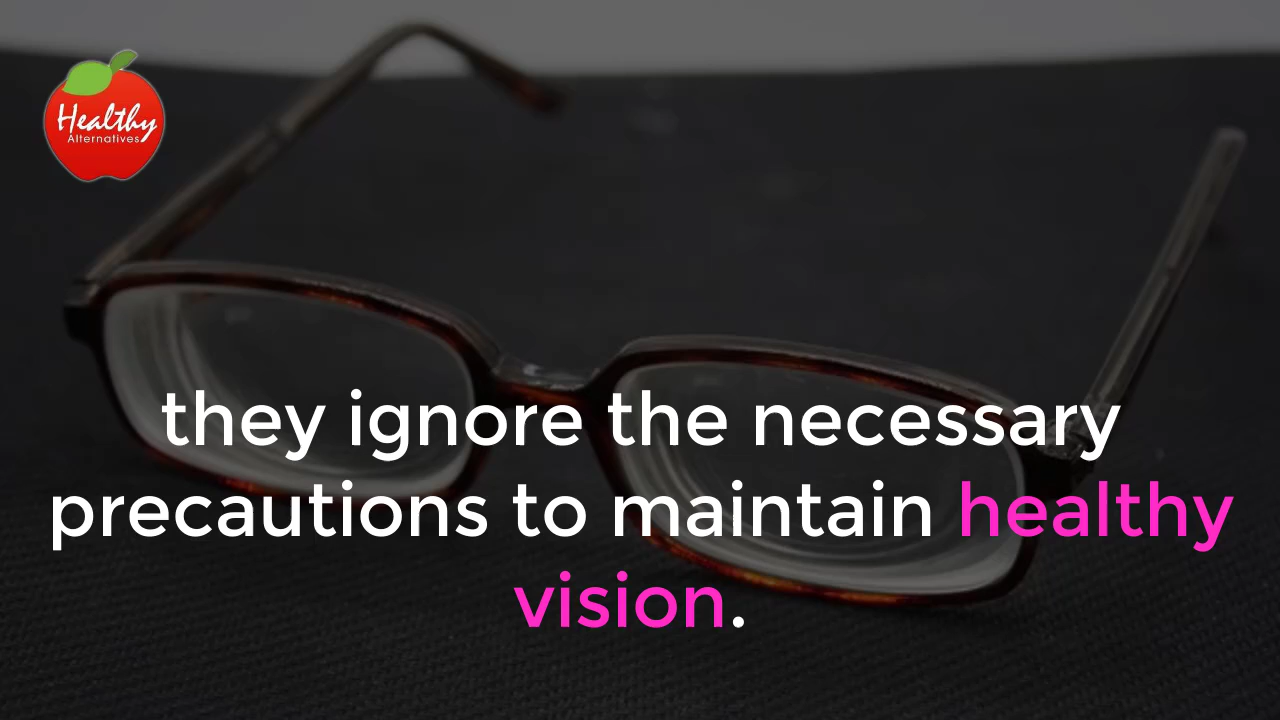 Healthy
Alternatives
they ignore the necessary
precautions to maintain healthy
vision.